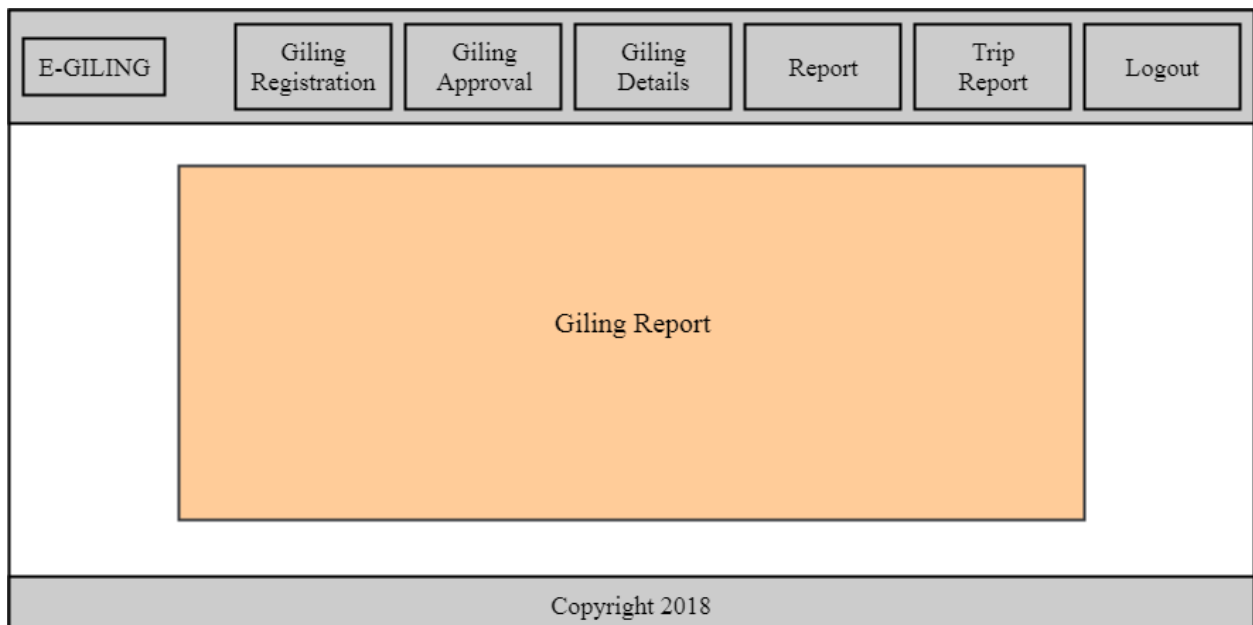 E-GILING
Giling
Registration
Giling
Approval
Giling
Details
Report
Trip
Report
Logout
Giling Report
Copyright 2018